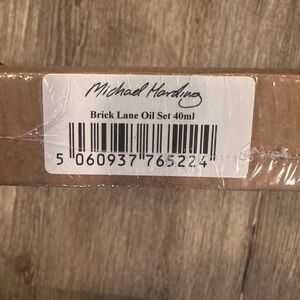 Michael Harding
Brick Lane Oil Set 40ml
5 060937 765224